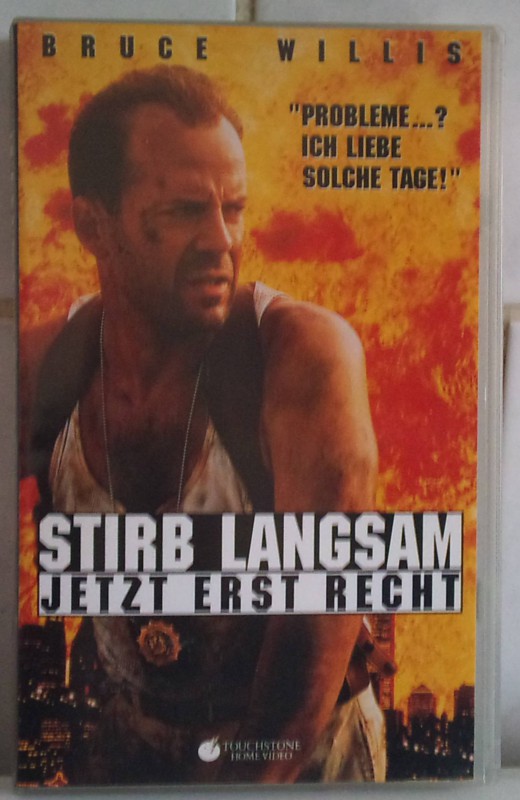 BRUCE WILLIS
"PROBLEME...?
ICH LIEBE
SOLCHE TAGE!"
STIRB LANGSAM
JETZT ERST RECHT
TOUCHSTONE
HOME VIDEO